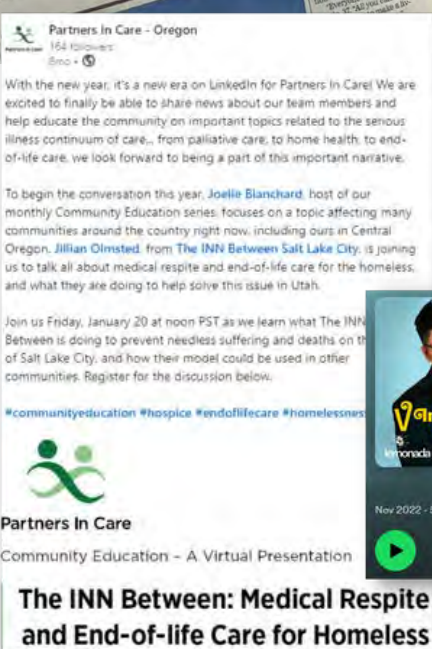 Partners In Care - Oregon
164 followers
6mo •
With the new year, it's a new era on LinkedIn for Partners In Care! We are
excited to finally be able to share news about our team members and
help educate the community on important topics related to the serious
illness continuum of care... from palliative care, to home health, to end-
of-life care, we look forward to being a part of this important narrative.
To begin the conversation this year, Joelle Blanchard, host of our
monthly Community Education series, focuses on a topic affecting many
communities around the country right now, including ours in Central
Oregon. Jillian Olmsted, from The INN Between Salt Lake City, is joining
us to talk all about medical respite and end-of-life care for the homeless,
and what they are doing to help solve this issue in Utah.
Join us Friday, January 20 at noon PST as we learn what The INN
Between is doing to prevent needless suffering and deaths on th
of Salt Lake City, and how their model could be used in other
communities. Register for the discussion below.
#communityeducation #hospice #endoflifecare #homelessnes
lemonada
Nov 2022
Partners In Care
Community Education – A Virtual Presentation
The INN Between: Medical Respite
and End-of-life Care for Homeless